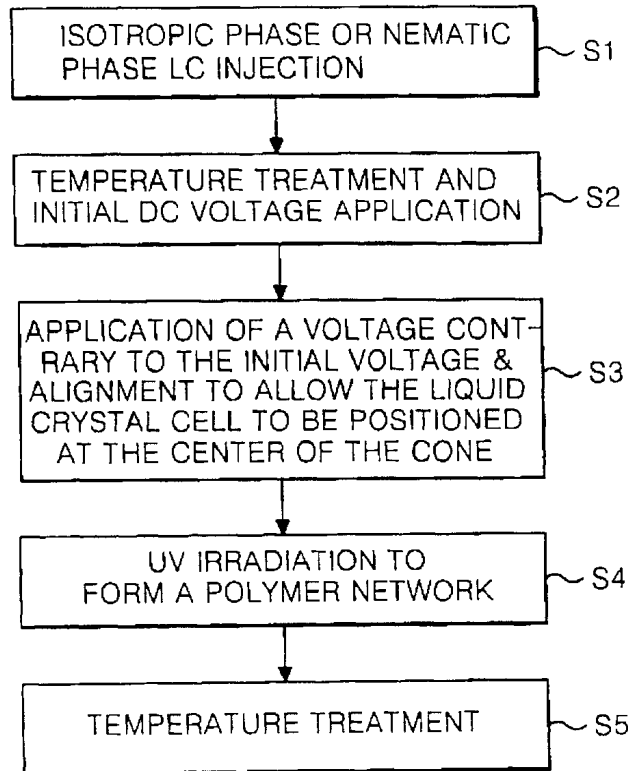 ISOTROPIC PHASE OR NEMATIC
PHASE LC INJECTION
S1
TEMPERATURE TREATMENT AND
INITIAL DC VOLTAGE APPLICATION
S2
APPLICATION OF A VOLTAGE CONT-
RARY TO THE INITIAL VOLTAGE &
ALIGNMENT TO ALLOW THE LIQUID
CRYSTAL CELL TO BE POSITIONED
AT THE CENTER OF THE CONE
S3
UV IRRADIATION TO
FORM A POLYMER NETWORK
S4
TEMPERATURE TREATMENT
S5